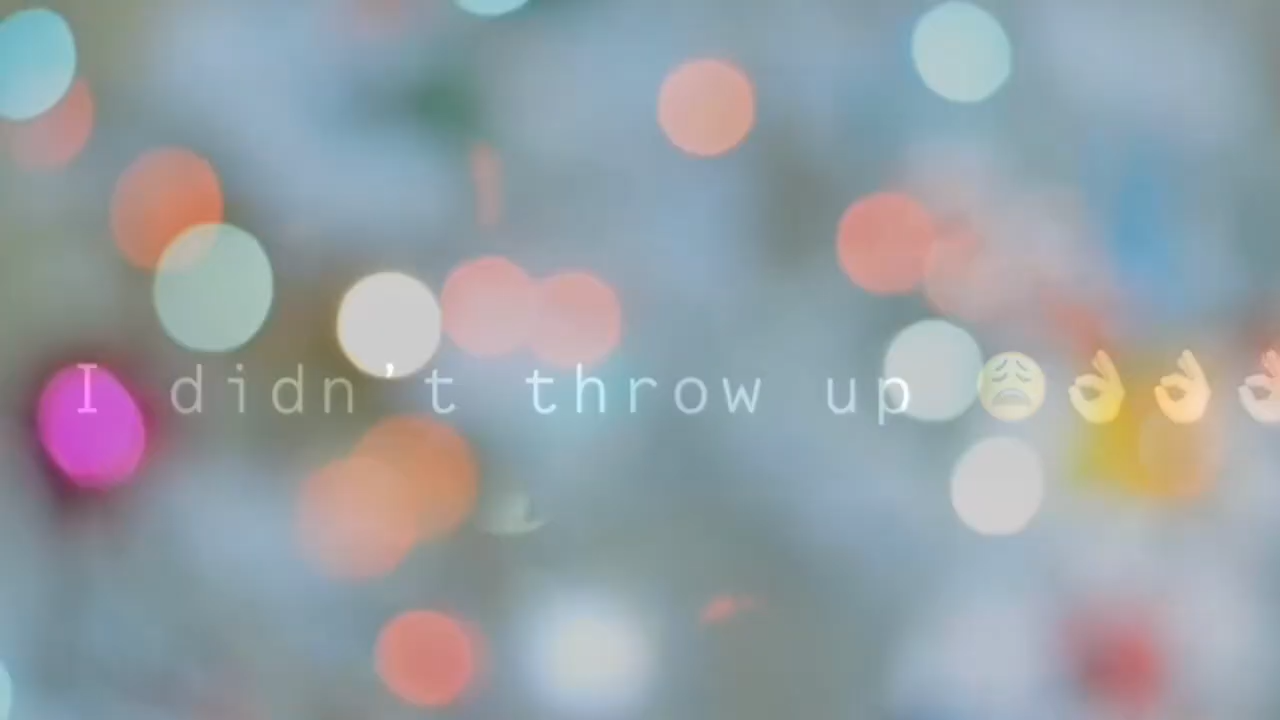 I didn't throw up 😩👌🏻👌🏻👌🏻